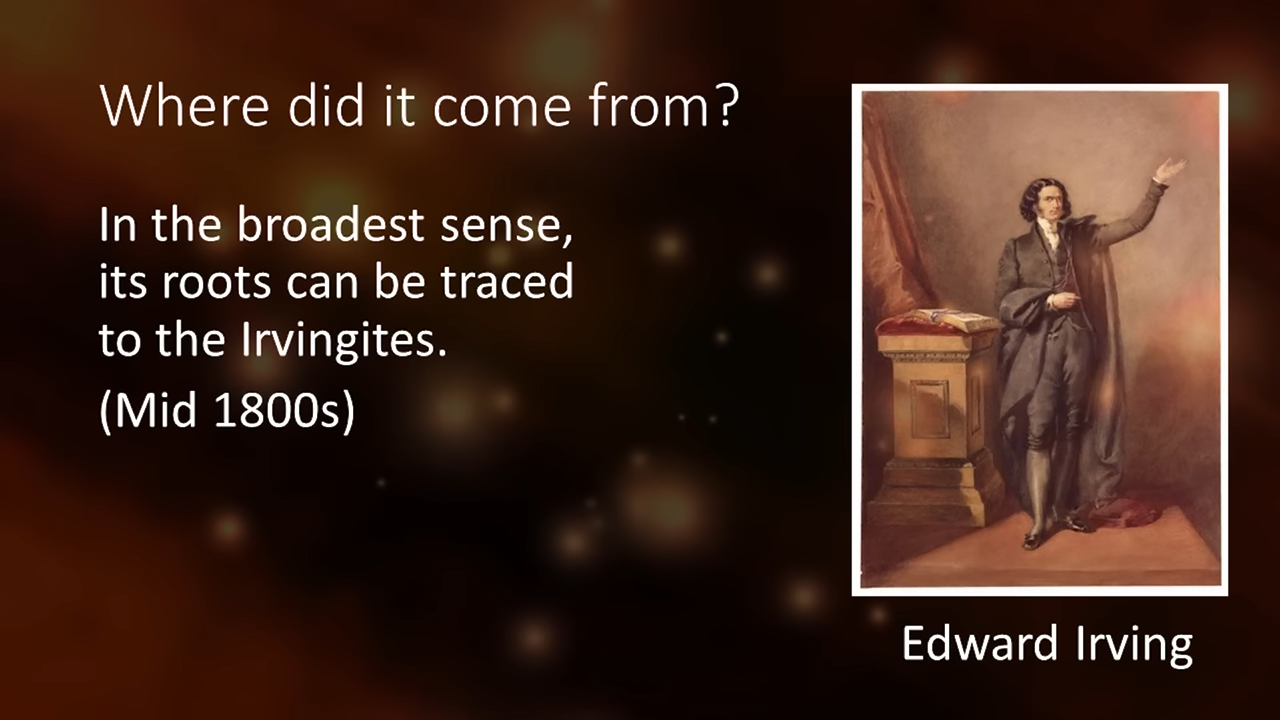 Where did it come from?
In the broadest sense,
its roots can be traced
to the Irvingites.
(Mid 1800s)
Edward Irving